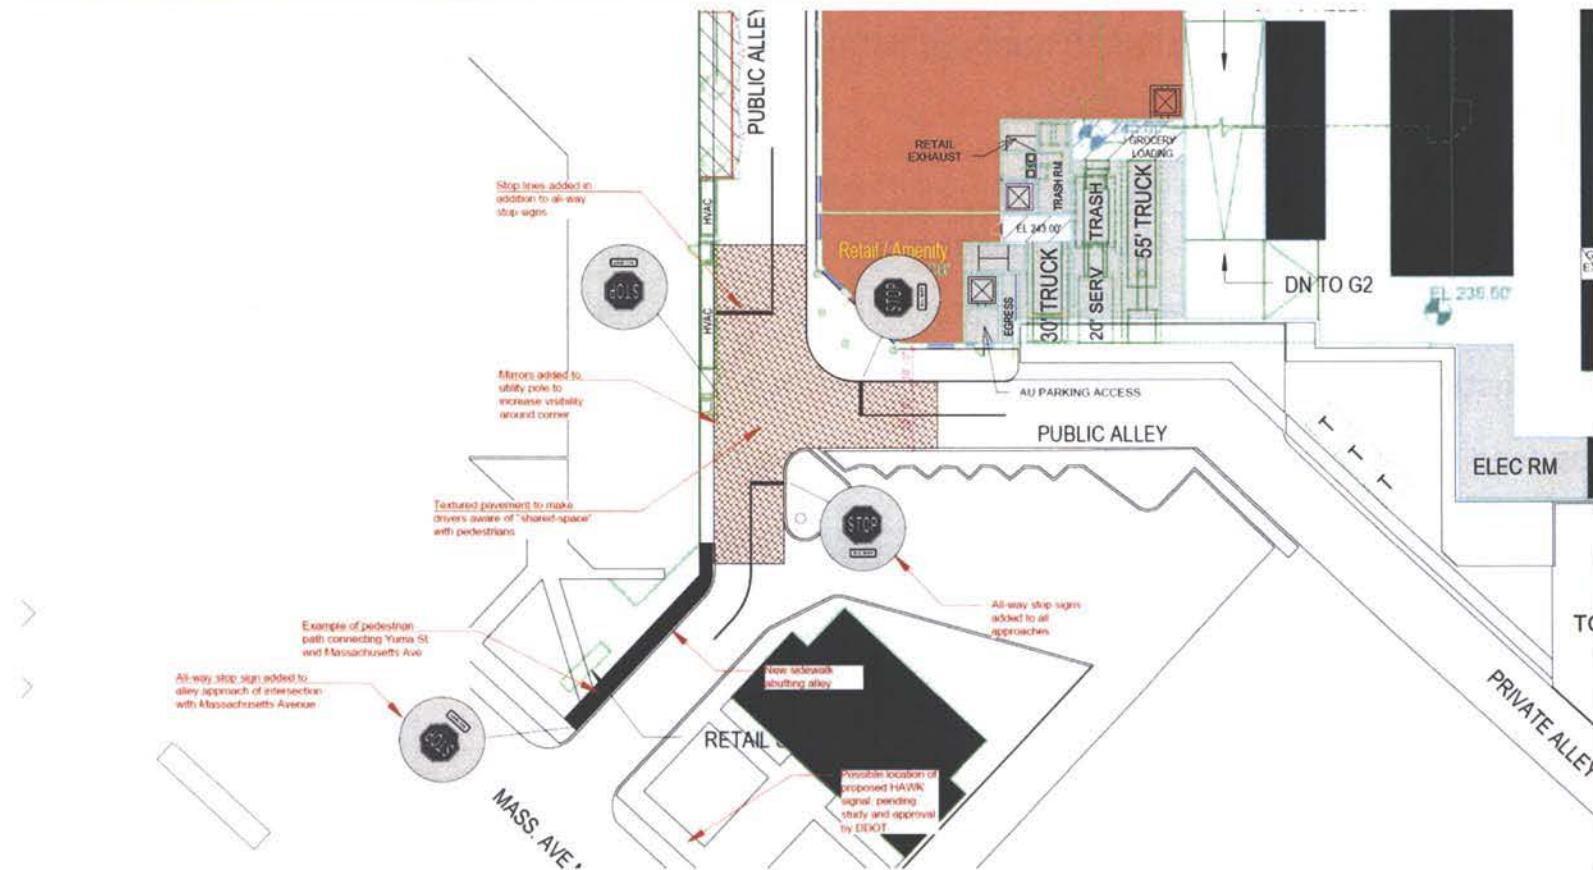 PUBLIC ALLEY
Stop lines added in
addition to all-way
stop signs
HVAC
STOP
HVAC
Mirrors added to
utility pole to
increase visibility
around corner
Textured pavement to make
drivers aware of "shared-space"
with pedestrians
Example of pedestrian
path connecting Yuma St
and Massachusetts Ave
All-way stop sign added to
alley approach of intersection
with Massachusetts Avenue
STOP
MASS. AVE
RETAIL
New sidewalk
abutting alley
Possible location of
proposed HAWK
signal, pending
study and approval
by DDOT
All-way stop signs
added to all
approaches
STOP
RETAIL
EXHAUST
TRASH RM
GROCERY
LOADING
EL 243.00'
Retail / Amenity
STOP
EGRESS
30' TRUCK
20' SERV
TRASH
55' TRUCK
DN TO G2
EL 236.50'
AU PARKING ACCESS
PUBLIC ALLEY
ELEC RM
PRIVATE ALLEY